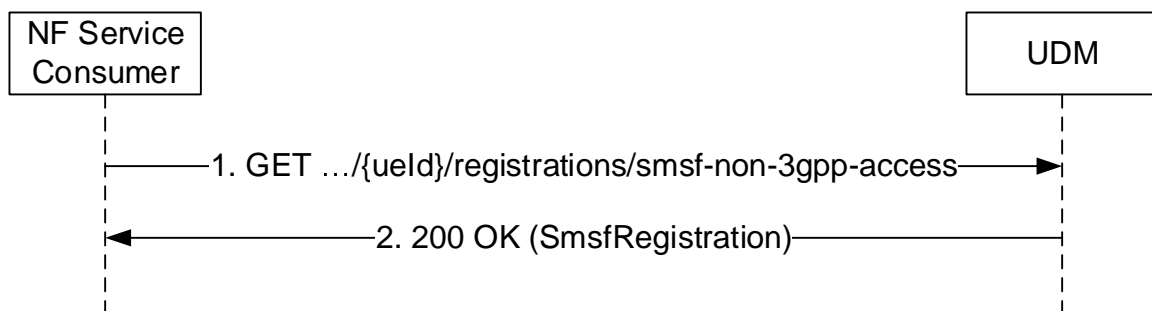 NF Service
Consumer
UDM
1. GET …/{ueId}/registrations/smsf-non-3gpp-access
2. 200 OK (SmsfRegistration)